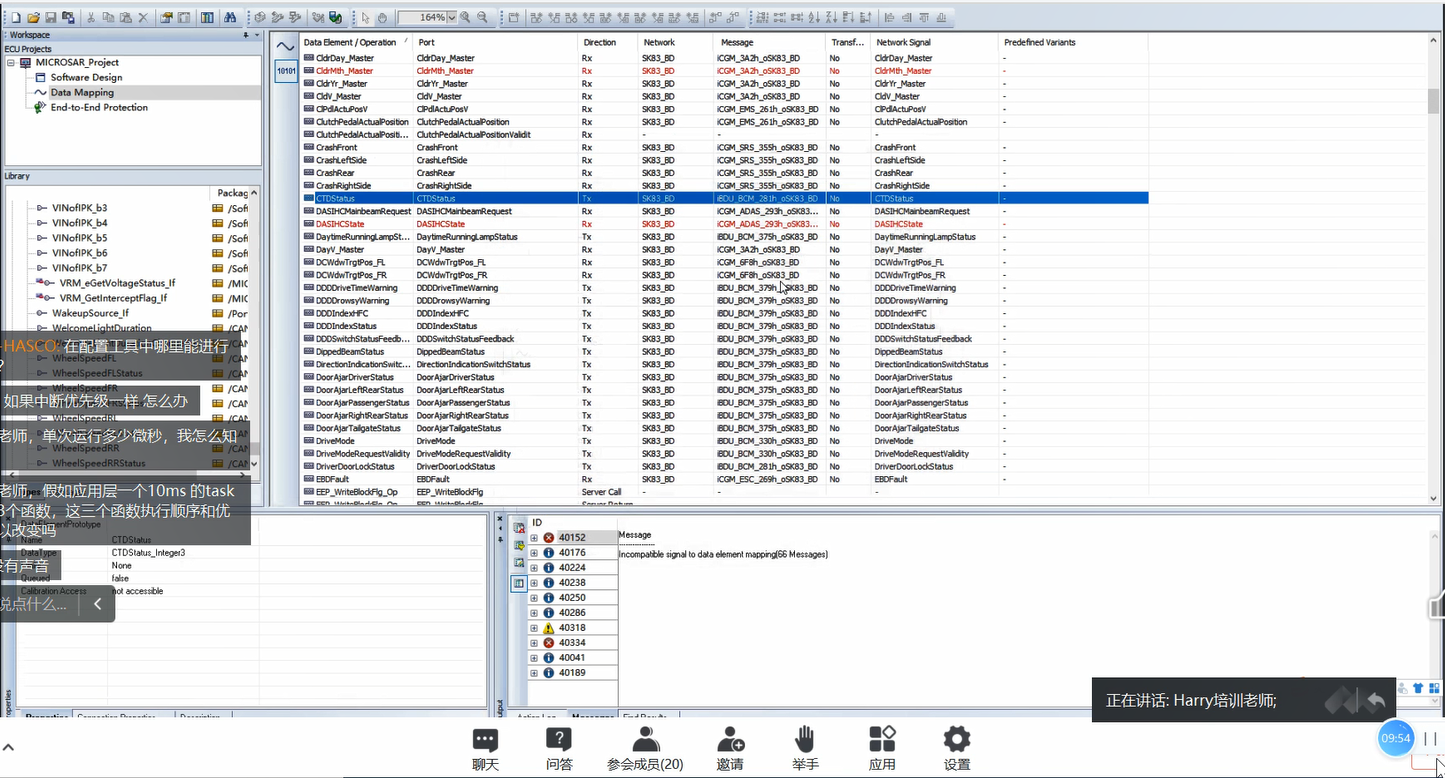 164%
Workspace
ECU Projects
MICROSAR_Project
Software Design
Data Mapping
End-to-End Protection
Library
Packag
VINofIPK_b3 /Soft
VINofIPK_b4 /Soft
VINofIPK_b5 /Soft
VINofIPK_b6 /Soft
VINofIPK_b7 /Soft
VRM_eGetVoltageStatus_If /MIC
VRM_GetInterceptFlag_If /MIC
WakeupSource_If /Por
WelcomeLightDuration /CAN
WheelSpeedFL /CAN
WheelSpeedFLStatus /CAN
WheelSpeedFR /CAN
WheelSpeedRL /CAN
WheelSpeedRR /CAN
WheelSpeedRRStatus /CAN
-HASCO: 在配置工具中哪里能进行
?
如果中断优先级一样 怎么办
老师，单次运行多少微秒，我怎么知
老师，假如应用层一个10ms 的task
3个函数，这三个函数执行顺序和优
以改变吗
没有声音
说点什么...
Data Element / Operation Port Direction Network Message Transf... Network Signal Predefined Variants
CldrDay_Master CldrDay_Master Rx SK83_BD iCGM_3A2h_oSK83_BD No CldrDay_Master -
CldrMth_Master CldrMth_Master Rx SK83_BD iCGM_3A2h_oSK83_BD No CldrMth_Master -
CldrYr_Master CldrYr_Master Rx SK83_BD iCGM_3A2h_oSK83_BD No CldrYr_Master -
CldV_Master CldV_Master Rx SK83_BD iCGM_3A2h_oSK83_BD No CldV_Master -
ClPdlActuPosV ClPdlActuPosV Rx SK83_BD iCGM_EMS_261h_oSK83_BD No ClPdlActuPosV -
ClutchPedalActualPosition ClutchPedalActualPosition Rx SK83_BD iCGM_EMS_261h_oSK83_BD No ClutchPedalActualPosition -
ClutchPedalActualPositi... ClutchPedalActualPositionValidit Rx - - - -
CrashFront CrashFront Rx SK83_BD iCGM_SRS_355h_oSK83_BD No CrashFront -
CrashLeftSide CrashLeftSide Rx SK83_BD iCGM_SRS_355h_oSK83_BD No CrashLeftSide -
CrashRear CrashRear Rx SK83_BD iCGM_SRS_355h_oSK83_BD No CrashRear -
CrashRightSide CrashRightSide Rx SK83_BD iCGM_SRS_355h_oSK83_BD No CrashRightSide -
CTDStatus CTDStatus Tx SK83_BD iBDU_BCM_281h_oSK83_BD No CTDStatus -
DASIHCMainbeamRequest DASIHCMainbeamRequest Rx SK83_BD iCGM_ADAS_293h_oSK83... No DASIHCMainbeamRequest -
DASIHCState DASIHCState Rx SK83_BD iCGM_ADAS_293h_oSK83... No DASIHCState -
DaytimeRunningLampSt... DaytimeRunningLampStatus Tx SK83_BD iBDU_BCM_375h_oSK83_BD No DaytimeRunningLampStatus -
DayV_Master DayV_Master Rx SK83_BD iCGM_3A2h_oSK83_BD No DayV_Master -
DCWdwTrgtPos_FL DCWdwTrgtPos_FL Rx SK83_BD iCGM_6F8h_oSK83_BD No DCWdwTrgtPos_FL -
DCWdwTrgtPos_FR DCWdwTrgtPos_FR Rx SK83_BD iCGM_6F8h_oSK83_BD No DCWdwTrgtPos_FR -
DDDDriveTimeWarning DDDDriveTimeWarning Tx SK83_BD iBDU_BCM_379h_oSK83_BD No DDDDriveTimeWarning -
DDDDrowsyWarning DDDDrowsyWarning Tx SK83_BD iBDU_BCM_379h_oSK83_BD No DDDDrowsyWarning -
DDDIndexHFC DDDIndexHFC Tx SK83_BD iBDU_BCM_379h_oSK83_BD No DDDIndexHFC -
DDDIndexStatus DDDIndexStatus Tx SK83_BD iBDU_BCM_379h_oSK83_BD No DDDIndexStatus -
DDDSwitchStatusFeedb... DDDSwitchStatusFeedback Tx SK83_BD iBDU_BCM_379h_oSK83_BD No DDDSwitchStatusFeedback -
DippedBeamStatus DippedBeamStatus Tx SK83_BD iBDU_BCM_375h_oSK83_BD No DippedBeamStatus -
DirectionIndicationSwitc... DirectionIndicationSwitchStatus Tx SK83_BD iBDU_BCM_375h_oSK83_BD No DirectionIndicationSwitchStatus -
DoorAjarDriverStatus DoorAjarDriverStatus Tx SK83_BD iBDU_BCM_375h_oSK83_BD No DoorAjarDriverStatus -
DoorAjarLeftRearStatus DoorAjarLeftRearStatus Tx SK83_BD iBDU_BCM_375h_oSK83_BD No DoorAjarLeftRearStatus -
DoorAjarPassengerStatus DoorAjarPassengerStatus Tx SK83_BD iBDU_BCM_375h_oSK83_BD No DoorAjarPassengerStatus -
DoorAjarRightRearStatus DoorAjarRightRearStatus Tx SK83_BD iBDU_BCM_375h_oSK83_BD No DoorAjarRightRearStatus -
DoorAjarTailgateStatus DoorAjarTailgateStatus Tx SK83_BD iBDU_BCM_375h_oSK83_BD No DoorAjarTailgateStatus -
DriveMode DriveMode Tx SK83_BD iBDU_BCM_330h_oSK83_BD No DriveMode -
DriveModeRequestValidity DriveModeRequestValidity Tx SK83_BD iBDU_BCM_330h_oSK83_BD No DriveModeRequestValidity -
DriverDoorLockStatus DriverDoorLockStatus Tx SK83_BD iBDU_BCM_281h_oSK83_BD No DriverDoorLockStatus -
EBDFault EBDFault Rx SK83_BD iCGM_ESC_269h_oSK83_BD No EBDFault -
EEP_WriteBlockFlg_Op EEP_WriteBlockFlg Server Call - - - -
Name CTDStatus
DataType CTDStatus_Integer3
None
Queued false
Calibration Access not accessible
Properties Connection Properties Description
ID
40152
40176
40224
40238
40250
40286
40318
40334
40041
40189
Message
Incompatible signal to data element mapping(66 Messages)
Action Log Messages Find Results
正在讲话: Harry培训老师;
09:54
聊天 问答 参会成员(20) 邀请 举手 应用 设置